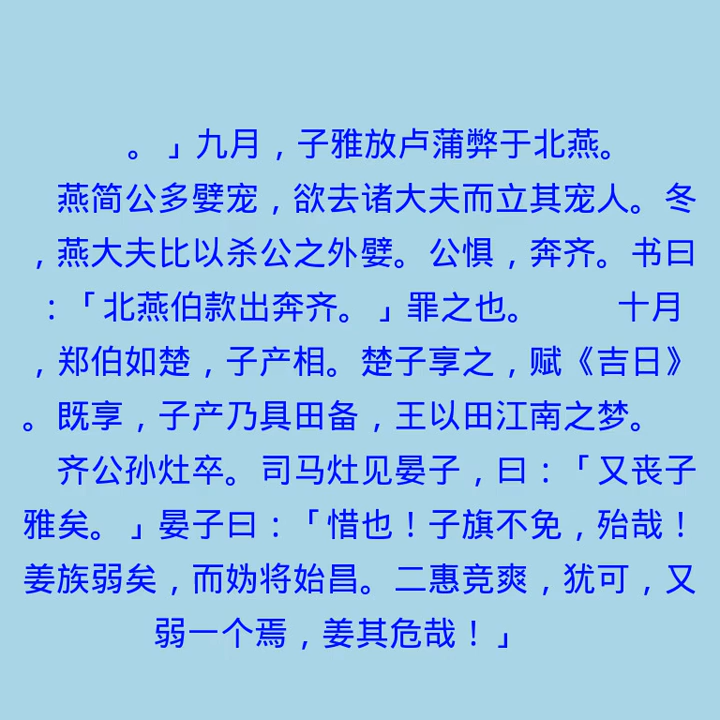 。」九月，子雅放卢蒲弊于北燕。
燕简公多嬖宠，欲去诸大夫而立其宠人。冬
，燕大夫比以杀公之外嬖。公惧，奔齐。书曰
：「北燕伯款出奔齐。」罪之也。 十月
，郑伯如楚，子产相。楚子享之，赋《吉日》
。既享，子产乃具田备，王以田江南之梦。
齐公孙灶卒。司马灶见晏子，曰：「又丧子
雅矣。」晏子曰：「惜也！子旗不免，殆哉！
姜族弱矣，而妫将始昌。二惠竞爽，犹可，又
弱一个焉，姜其危哉！」